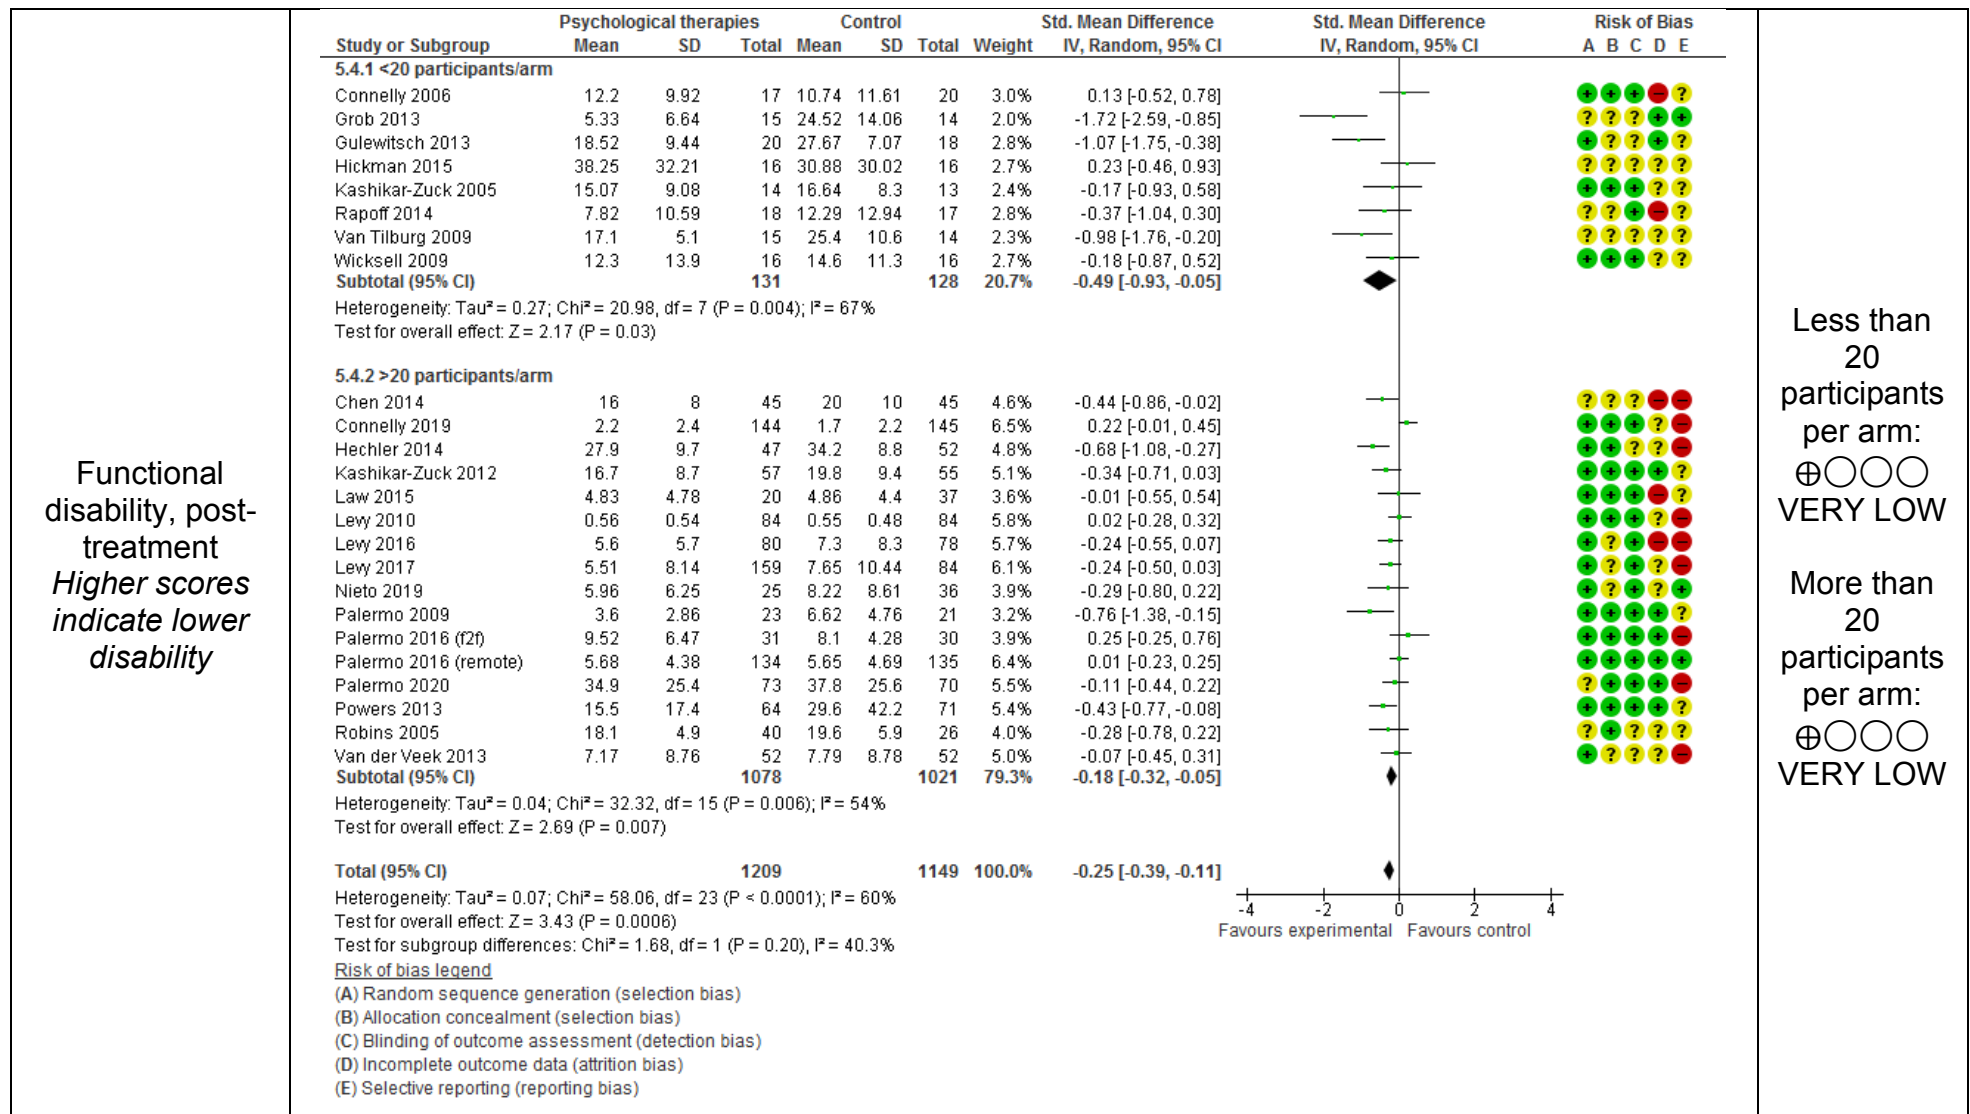 Functional
disability, post-
treatment
Higher scores
indicate lower
disability
Psychological therapies Control Std. Mean Difference Std. Mean Difference Risk of Bias
Study or Subgroup Mean SD Total Mean SD Total Weight IV, Random, 95% CI IV, Random, 95% CI A B C D E
5.4.1 <20 participants/arm
Connelly 2006 12.2 9.92 17 10.74 11.61 20 3.0% 0.13 [-0.52, 0.78] + + + − ?
Grob 2013 5.33 6.64 15 24.52 14.06 14 2.0% -1.72 [-2.59, -0.85] ? ? ? + +
Gulewitsch 2013 18.52 9.44 20 27.67 7.07 18 2.8% -1.07 [-1.75, -0.38] + ? ? + ?
Hickman 2015 38.25 32.21 16 30.88 30.02 16 2.7% 0.23 [-0.46, 0.93] ? ? ? ? ?
Kashikar-Zuck 2005 15.07 9.08 14 16.64 8.3 13 2.4% -0.17 [-0.93, 0.58] + + + ? ?
Rapoff 2014 7.82 10.59 18 12.29 12.94 17 2.8% -0.37 [-1.04, 0.30] ? ? + − ?
Van Tilburg 2009 17.1 5.1 15 25.4 10.6 14 2.3% -0.98 [-1.76, -0.20] ? ? ? ? ?
Wicksell 2009 12.3 13.9 16 14.6 11.3 16 2.7% -0.18 [-0.87, 0.52] + + + ? ?
Subtotal (95% CI) 131 128 20.7% -0.49 [-0.93, -0.05]
Heterogeneity: Tau² = 0.27; Chi² = 20.98, df = 7 (P = 0.004); I² = 67%
Test for overall effect: Z = 2.17 (P = 0.03)
5.4.2 >20 participants/arm
Chen 2014 16 8 45 20 10 45 4.6% -0.44 [-0.86, -0.02] ? ? ? − −
Connelly 2019 2.2 2.4 144 1.7 2.2 145 6.5% 0.22 [-0.01, 0.45] + + + ? −
Hechler 2014 27.9 9.7 47 34.2 8.8 52 4.8% -0.68 [-1.08, -0.27] + + ? ? −
Kashikar-Zuck 2012 16.7 8.7 57 19.8 9.4 55 5.1% -0.34 [-0.71, 0.03] + + + + ?
Law 2015 4.83 4.78 20 4.86 4.4 37 3.6% -0.01 [-0.55, 0.54] + + + − ?
Levy 2010 0.56 0.54 84 0.55 0.48 84 5.8% 0.02 [-0.28, 0.32] + + + ? −
Levy 2016 5.6 5.7 80 7.3 8.3 78 5.7% -0.24 [-0.55, 0.07] + ? + − −
Levy 2017 5.51 8.14 159 7.65 10.44 84 6.1% -0.24 [-0.50, 0.03] + ? + ? −
Nieto 2019 5.96 6.25 25 8.22 8.61 36 3.9% -0.29 [-0.80, 0.22] + ? + ? +
Palermo 2009 3.6 2.86 23 6.62 4.76 21 3.2% -0.76 [-1.38, -0.15] + + + + ?
Palermo 2016 (f2f) 9.52 6.47 31 8.1 4.28 30 3.9% 0.25 [-0.25, 0.76] + + + + −
Palermo 2016 (remote) 5.68 4.38 134 5.65 4.69 135 6.4% 0.01 [-0.23, 0.25] + + + + +
Palermo 2020 34.9 25.4 73 37.8 25.6 70 5.5% -0.11 [-0.44, 0.22] ? + + + −
Powers 2013 15.5 17.4 64 29.6 42.2 71 5.4% -0.43 [-0.77, -0.08] + + + + ?
Robins 2005 18.1 4.9 40 19.6 5.9 26 4.0% -0.28 [-0.78, 0.22] ? + ? ? ?
Van der Veek 2013 7.17 8.76 52 7.79 8.78 52 5.0% -0.07 [-0.45, 0.31] + ? ? ? −
Subtotal (95% CI) 1078 1021 79.3% -0.18 [-0.32, -0.05]
Heterogeneity: Tau² = 0.04; Chi² = 32.32, df = 15 (P = 0.006); I² = 54%
Test for overall effect: Z = 2.69 (P = 0.007)
Total (95% CI) 1209 1149 100.0% -0.25 [-0.39, -0.11]
Heterogeneity: Tau² = 0.07; Chi² = 58.06, df = 23 (P < 0.0001); I² = 60%
Test for overall effect: Z = 3.43 (P = 0.0006)
Test for subgroup differences: Chi² = 1.68, df = 1 (P = 0.20), I² = 40.3%
-4 -2 0 2 4
Favours experimental Favours control
Risk of bias legend
(A) Random sequence generation (selection bias)
(B) Allocation concealment (selection bias)
(C) Blinding of outcome assessment (detection bias)
(D) Incomplete outcome data (attrition bias)
(E) Selective reporting (reporting bias)
Less than
20
participants
per arm:
⊕◯◯◯
VERY LOW
More than
20
participants
per arm:
⊕◯◯◯
VERY LOW